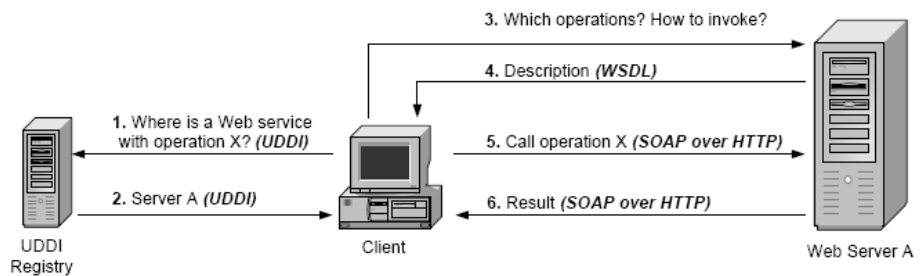 3. Which operations? How to invoke?
4. Description (WSDL)
1. Where is a Web service
with operation X? (UDDI)
5. Call operation X (SOAP over HTTP)
2. Server A (UDDI)
6. Result (SOAP over HTTP)
UDDI
Registry
Client
Web Server A